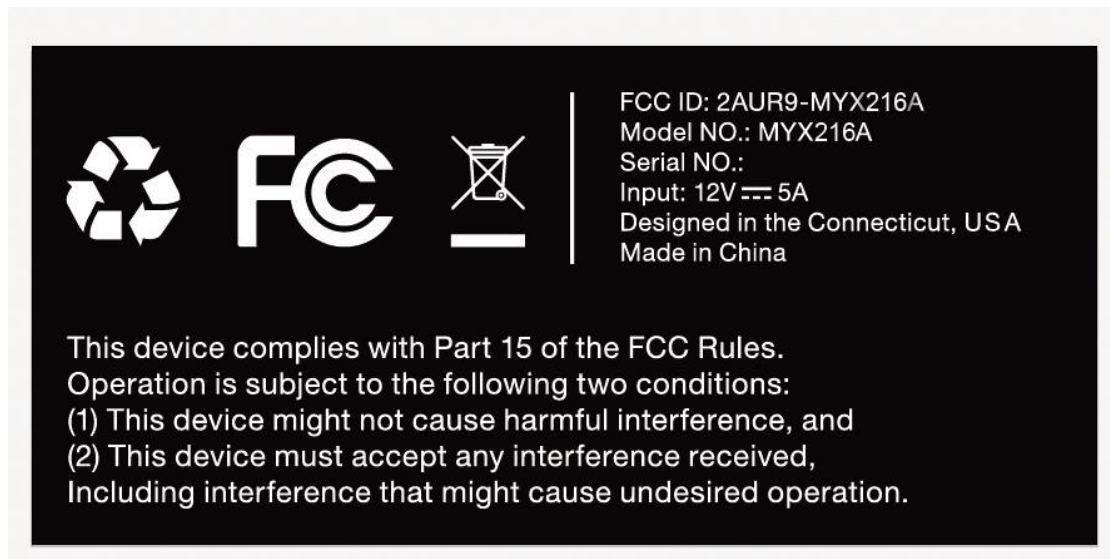 FC
FCC ID: 2AUR9-MYX216A
Model NO.: MYX216A
Serial NO.:
Input: 12V ⎓ 5A
Designed in the Connecticut, USA
Made in China
This device complies with Part 15 of the FCC Rules.
Operation is subject to the following two conditions:
(1) This device might not cause harmful interference, and
(2) This device must accept any interference received,
Including interference that might cause undesired operation.